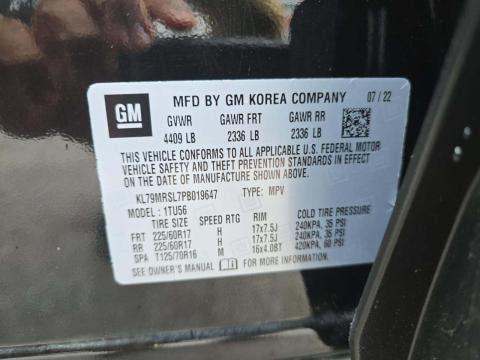 GM
MFD BY GM KOREA COMPANY 07 / 22
GVWR GAWR FRT GAWR RR
4409 LB 2336 LB 2336 LB
THIS VEHICLE CONFORMS TO ALL APPLICABLE U.S. FEDERAL MOTOR
VEHICLE SAFETY AND THEFT PREVENTION STANDARDS IN EFFECT
ON THE DATE OF MANUFACTURE SHOWN ABOVE.
KL79MRSL7PB019647 TYPE: MPV
MODEL: 1TU56
TIRE SIZE SPEED RTG RIM COLD TIRE PRESSURE
FRT 225/60R17 H 17x7.5J 240KPA, 35 PSI
RR 225/60R17 H 17x7.5J 240KPA, 35 PSI
SPA T125/70R16 M 16x4.0BT 420KPA, 60 PSI
SEE OWNER'S MANUAL FOR MORE INFORMATION